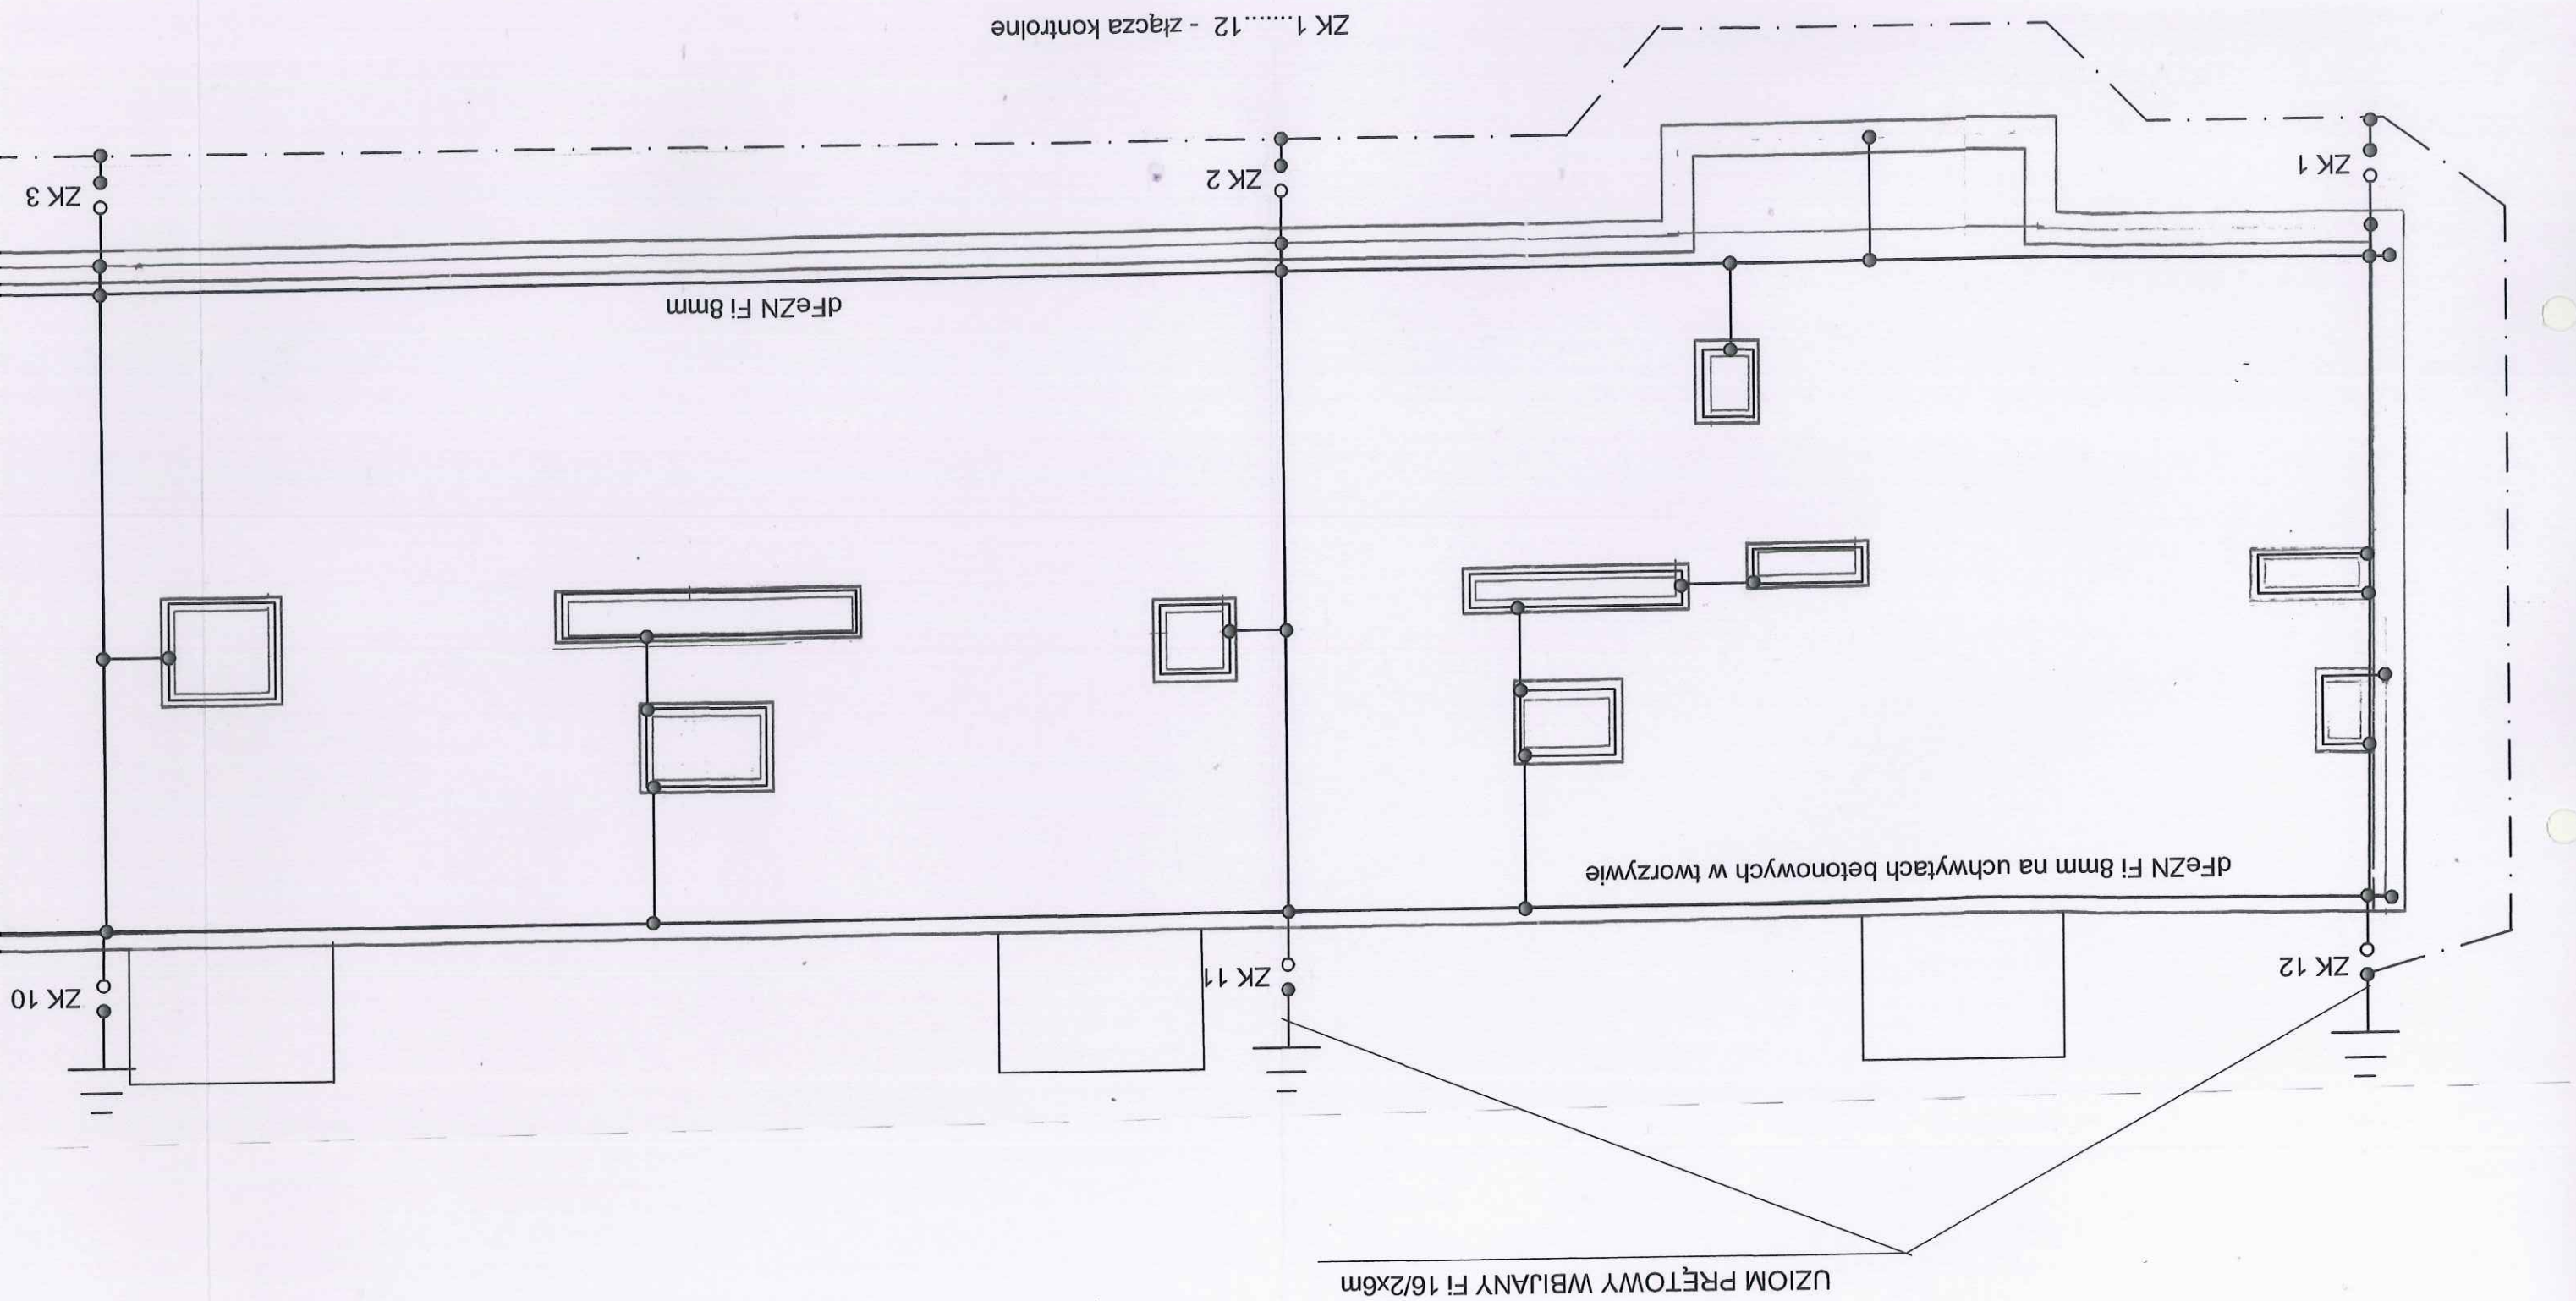 UZIOM PRĘTOWY WBIJANY Fi 16/2x6m
ZK 12
ZK 11
ZK 10
dFeZN Fi 8mm na uchwytach betonowych w tworzywie
dFeZN Fi 8mm
ZK 1
ZK 2
ZK 3
ZK 1.......12 - złącza kontrolne